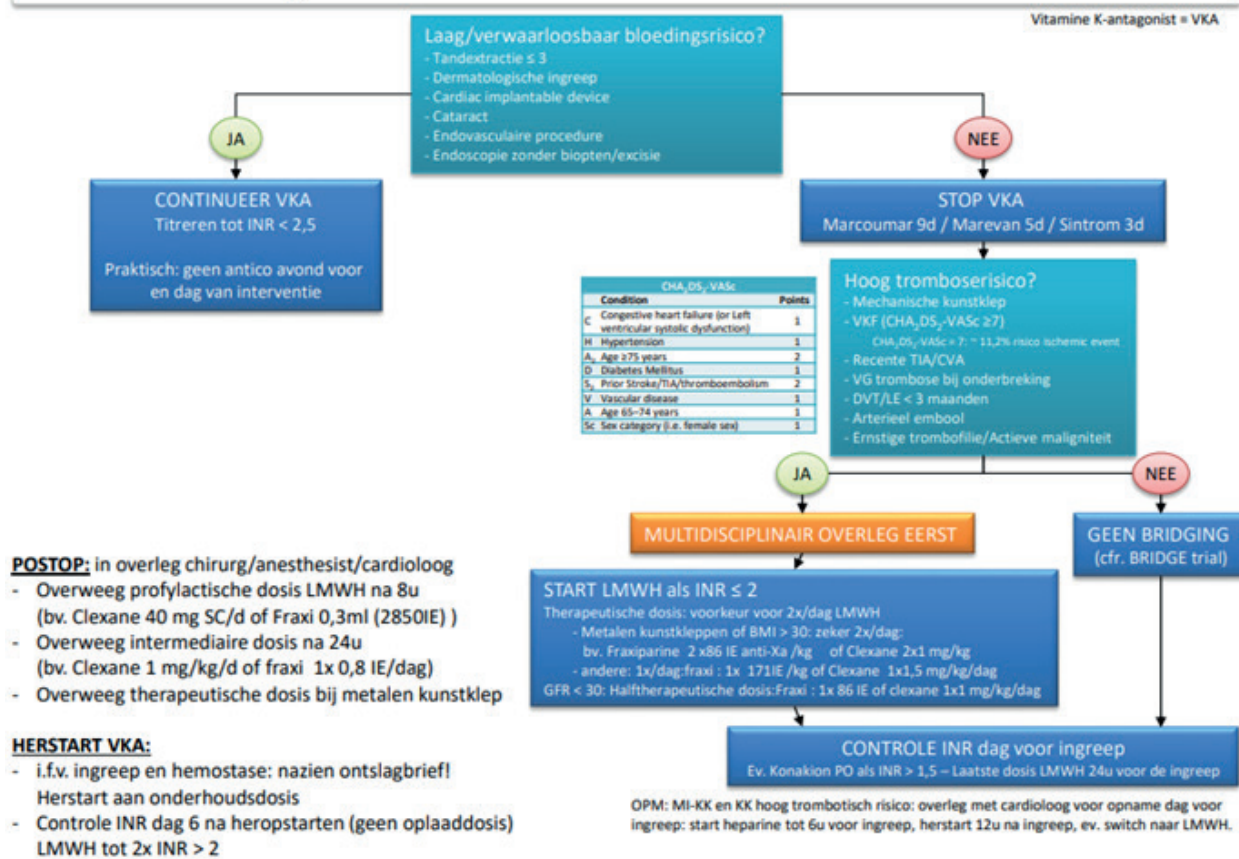 Vitamine K-antagonist = VKA
Laag/verwaarloosbaar bloedingsrisico?
- Tandextractie ≤ 3
- Dermatologische ingreep
- Cardiac implantable device
- Cataract
- Endovasculaire procedure
- Endoscopie zonder biopten/excisie
JA
NEE
CONTINUEER VKA
Titreren tot INR < 2,5
Praktisch: geen antico avond voor
en dag van interventie
STOP VKA
Marcoumar 9d / Marevan 5d / Sintrom 3d
CHA₂DS₂-VASc
Condition Points
C Congestive heart failure (or Left
ventricular systolic dysfunction) 1
H Hypertension 1
A₂ Age ≥75 years 2
D Diabetes Mellitus 1
S₂ Prior Stroke/TIA/thromboembolism 2
V Vascular disease 1
A Age 65–74 years 1
Sc Sex category (i.e. female sex) 1
Hoog tromboserisico?
- Mechanische kunstklep
- VKF (CHA₂DS₂-VASc ≥7)
CHA₂DS₂-VASc = 7: ~ 11,2% risico ischemic event
- Recente TIA/CVA
- VG trombose bij onderbreking
- DVT/LE < 3 maanden
- Arterieel embool
- Ernstige trombofilie/Actieve maligniteit
JA
NEE
MULTIDISCIPLINAIR OVERLEG EERST
GEEN BRIDGING
(cfr. BRIDGE trial)
START LMWH als INR ≤ 2
Therapeutische dosis: voorkeur voor 2x/dag LMWH
- Metalen kunstkleppen of BMI > 30: zeker 2x/dag:
bv. Fraxiparine 2 x86 IE anti-Xa /kg of Clexane 2x1 mg/kg
- andere: 1x/dag:fraxi : 1x 171IE /kg of Clexane 1x1,5 mg/kg/dag
GFR < 30: Halftherapeutische dosis:Fraxi : 1x 86 IE of clexane 1x1 mg/kg/dag
CONTROLE INR dag voor ingreep
Ev. Konakion PO als INR > 1,5 – Laatste dosis LMWH 24u voor de ingreep
OPM: MI-KK en KK hoog trombotisch risico: overleg met cardioloog voor opname dag voor
ingreep: start heparine tot 6u voor ingreep, herstart 12u na ingreep, ev. switch naar LMWH.
POSTOP: in overleg chirurg/anesthesist/cardioloog
- Overweeg profylactische dosis LMWH na 8u
(bv. Clexane 40 mg SC/d of Fraxi 0,3ml (2850IE) )
- Overweeg intermediaire dosis na 24u
(bv. Clexane 1 mg/kg/d of fraxi 1x 0,8 IE/dag)
- Overweeg therapeutische dosis bij metalen kunstklep
HERSTART VKA:
- i.f.v. ingreep en hemostase: nazien ontslagbrief!
Herstart aan onderhoudsdosis
- Controle INR dag 6 na heropstarten (geen oplaaddosis)
LMWH tot 2x INR > 2